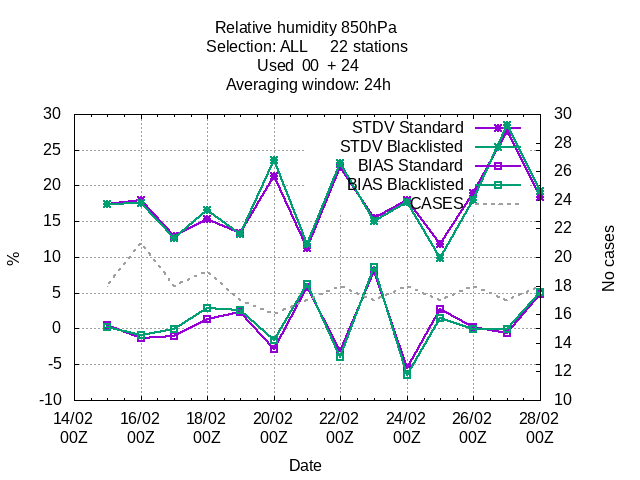 Relative humidity 850hPa
Selection: ALL     22 stations
Used  00  + 24
Averaging window: 24h
STDV Standard
STDV Blacklisted
BIAS Standard
BIAS Blacklisted
CASES
30
25
20
15
10
5
0
-5
-10
%
30
28
26
24
22
20
18
16
14
12
10
No cases
14/02 16/02 18/02 20/02 22/02 24/02 26/02 28/02
00Z 00Z 00Z 00Z 00Z 00Z 00Z 00Z
Date